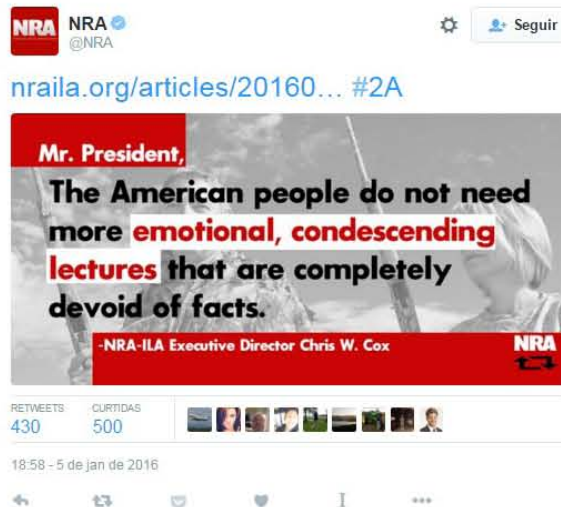 NRA
NRA
@NRA
Seguir
nraila.org/articles/20160… #2A
Mr. President,
The American people do not need
more emotional, condescending
lectures that are completely
devoid of facts.
-NRA-ILA Executive Director Chris W. Cox
NRA
RETWEETS
CURTIDAS
430
500
18:58 - 5 de jan de 2016